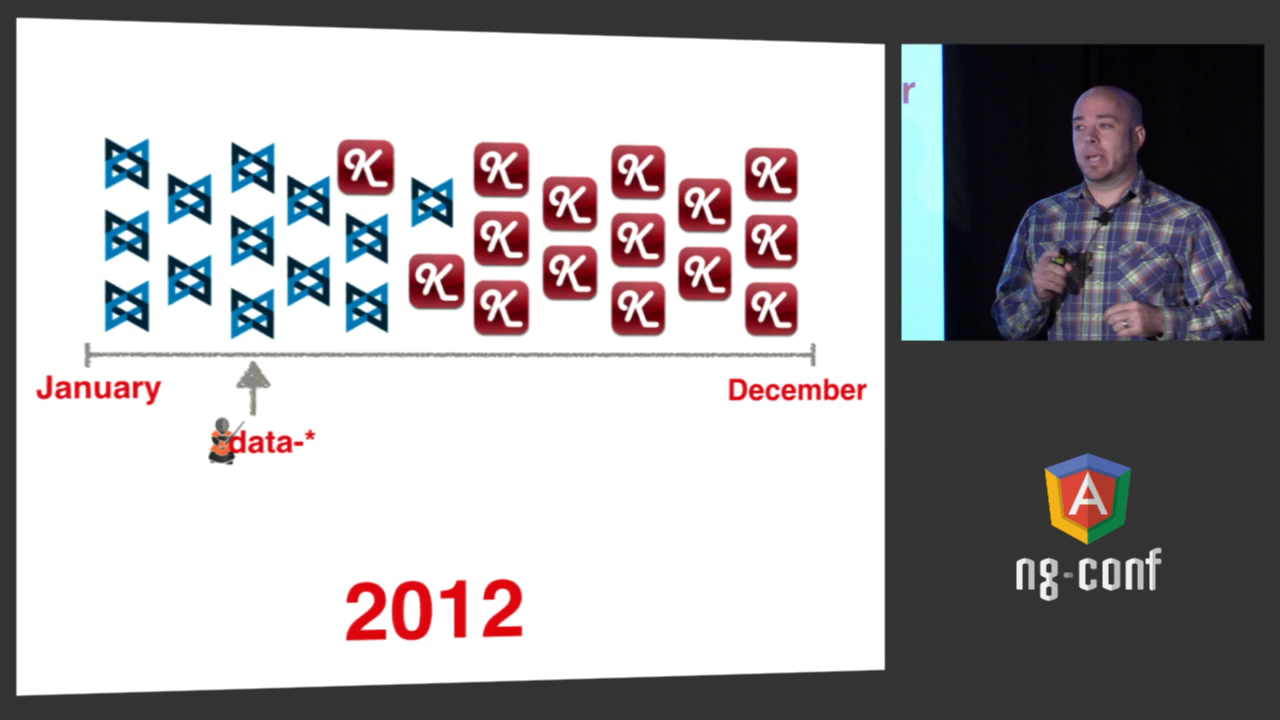 K
K K K K
K K
K K K
K K
K K K K
January
December
data-*
2012
r
A
ng-conf